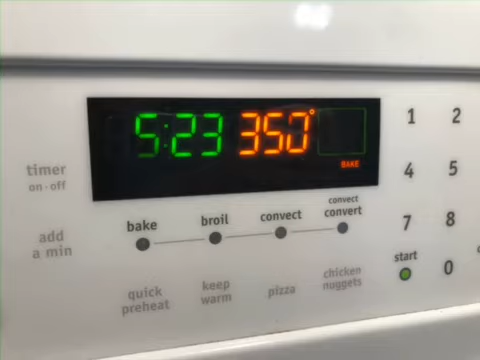 5:23 350°
BAKE
timer
on·off
add
a min
bake
broil
convect
convect
convert
quick
preheat
keep
warm
pizza
chicken
nuggets
1 2
4 5
7 8
start
0